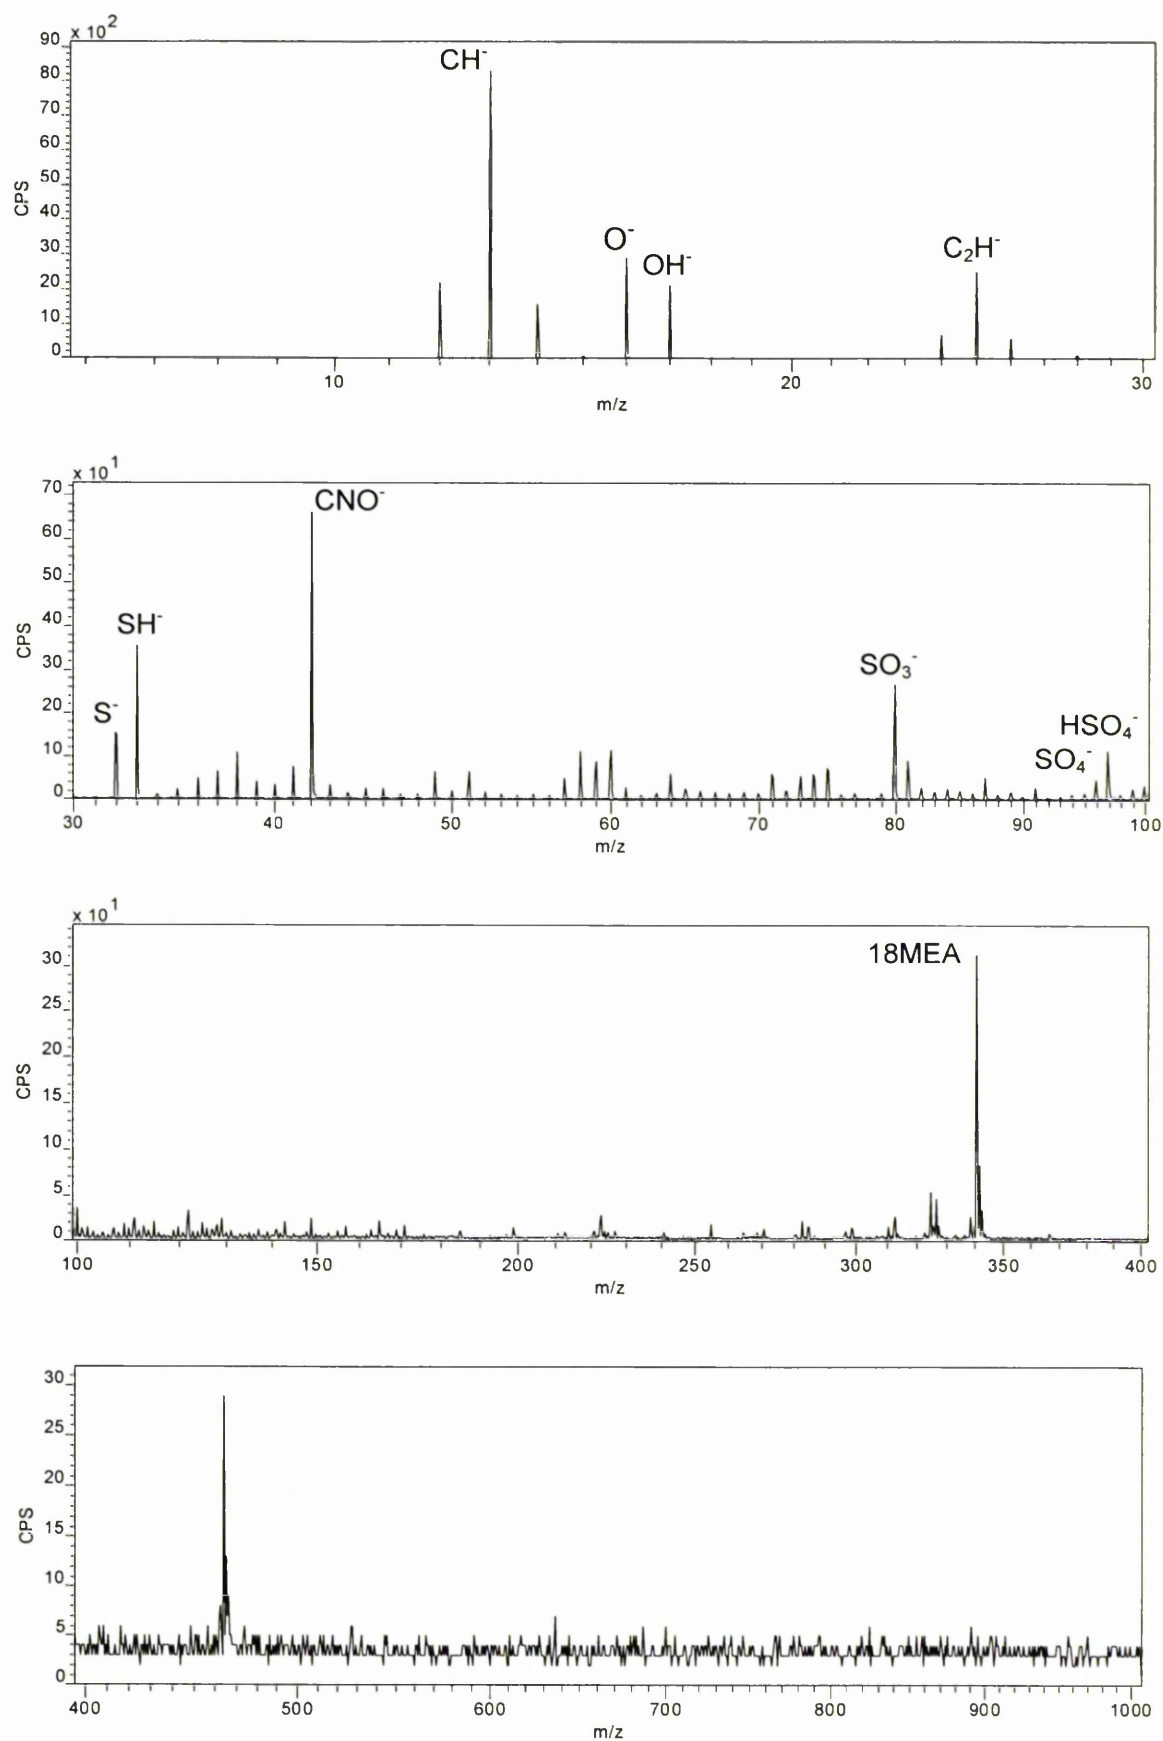 x 10²
90
80
70
60
50
40
30
20
10
0
CPS
CH⁻
O⁻
OH⁻
C₂H⁻
10 20 30
m/z
x 10¹
70
60
50
40
30
20
10
0
CPS
S⁻
SH⁻
CNO⁻
SO₃⁻
SO₄⁻
HSO₄⁻
30 40 50 60 70 80 90 100
m/z
x 10¹
30
25
20
15
10
5
0
CPS
18MEA
100 150 200 250 300 350 400
m/z
30
25
20
15
10
5
0
CPS
400 500 600 700 800 900 1000
m/z